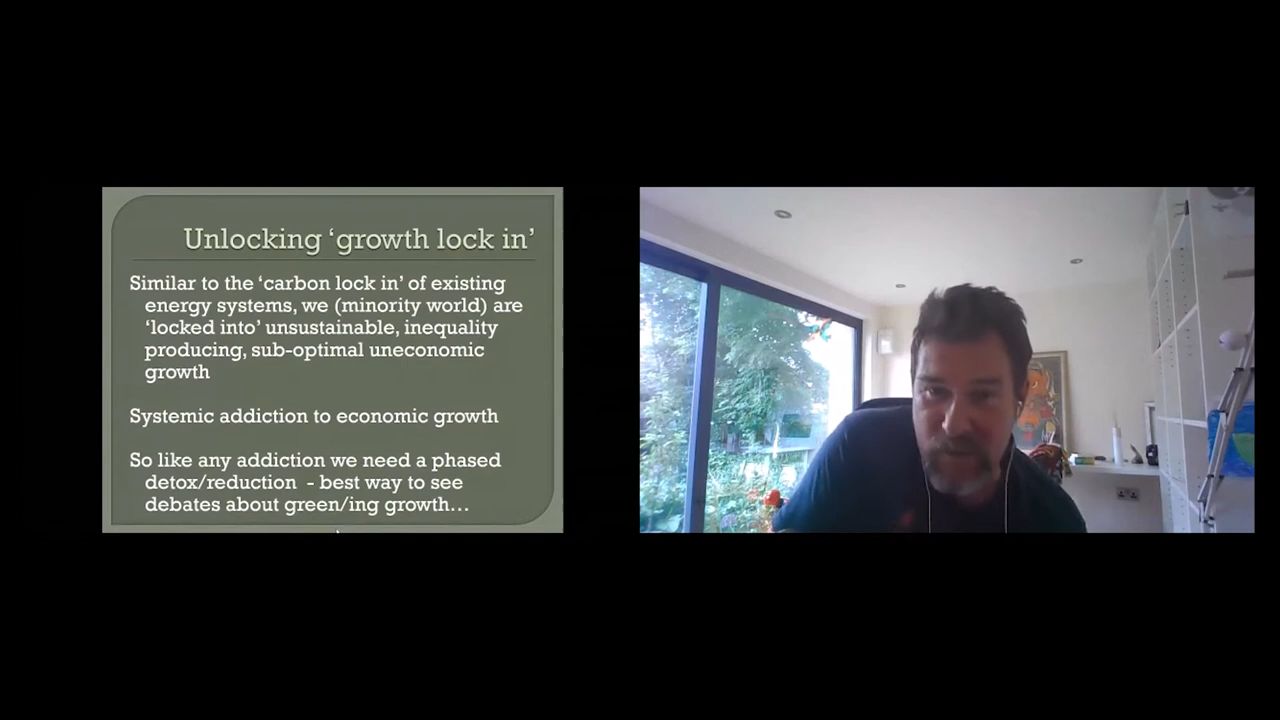 Unlocking ‘growth lock in’
Similar to the ‘carbon lock in’ of existing
energy systems, we (minority world) are
‘locked into’ unsustainable, inequality
producing, sub-optimal uneconomic
growth
Systemic addiction to economic growth
So like any addiction we need a phased
detox/reduction - best way to see
debates about green/ing growth…